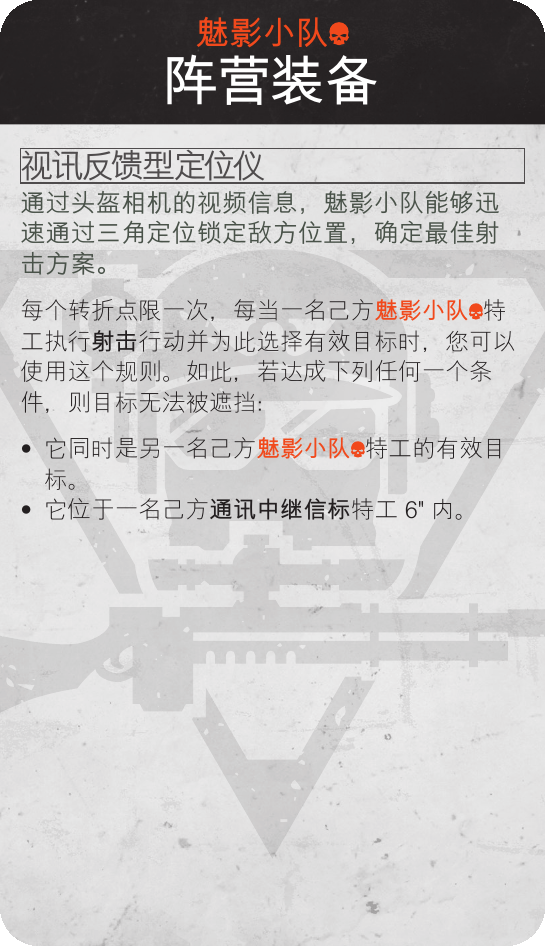 魅影小队
阵营装备
视讯反馈型定位仪
通过头盔相机的视频信息，魅影小队能够迅
速通过三角定位锁定敌方位置，确定最佳射
击方案。
每个转折点限一次，每当一名己方魅影小队特
工执行射击行动并为此选择有效目标时，您可以
使用这个规则。如此，若达成下列任何一个条
件，则目标无法被遮挡:
• 它同时是另一名己方魅影小队特工的有效目
标。
• 它位于一名己方通讯中继信标特工 6" 内。